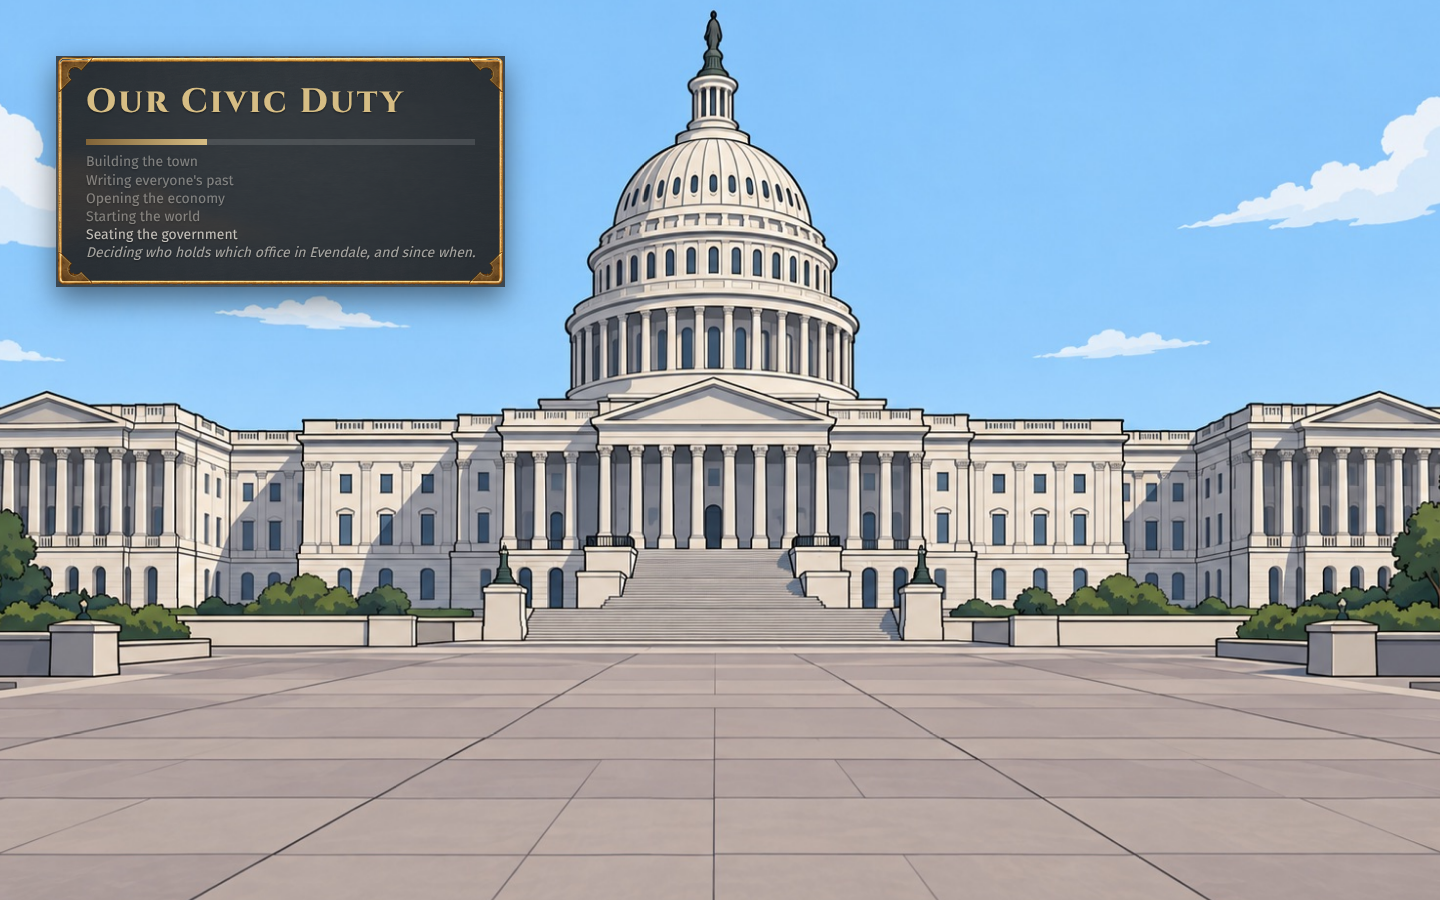 Our Civic Duty
Building the town
Writing everyone's past
Opening the economy
Starting the world
Seating the government
Deciding who holds which office in Evendale, and since when.